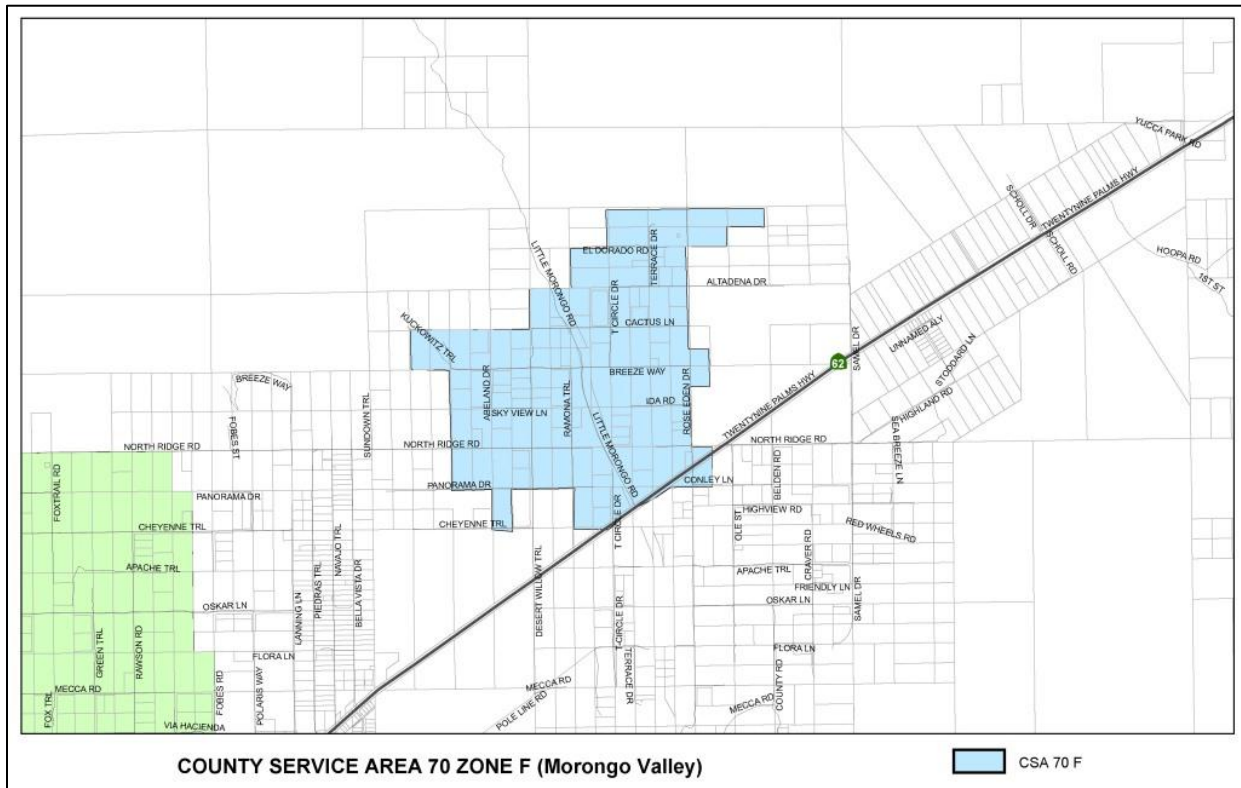 YUCCA PARK RD
SCHOLL DR
TWENTYNINE PALMS HWY
SCHOLL RD
HOOPA RD
1ST ST
LITTLE MORONGO RD
EL DORADO RD
TERRACE DR
ALTADENA DR
T CIRCLE DR
CACTUS LN
KUCKOWITZ TRL
UNNAMED ALY
SAMEL DR
62
STODDARD LN
BREEZE WAY
BREEZE WAY
ABELAND DR
SKY VIEW LN
RAMONA TRL
IDA RD
ROSE EDEN DR
TWENTYNINE PALMS HWY
HIGHLAND RD
SEA BREEZE LN
FOBES ST
SUNDOWN TRL
LITTLE MORONGO RD
NORTH RIDGE RD
NORTH RIDGE RD
NORTH RIDGE RD
FOXTRAIL RD
PANORAMA DR
PANORAMA DR
CONLEY LN
BELDEN RD
CHEYENNE TRL
CHEYENNE TRL
T CIRCLE DR
OLE ST
HIGHVIEW RD
RED WHEELS RD
NAVAJO TRL
PIEDRAS TRL
BELLA VISTA DR
LANNING LN
APACHE TRL
DESERT WILLOW TRL
APACHE TRL
CRAVER RD
FRIENDLY LN
OSKAR LN
OSKAR LN
SAMEL DR
GREEN TRL
RAWSON RD
T CIRCLE DR
TERRACE DR
FLORA LN
FLORA LN
MECCA RD
FOX TRL
FOBES RD
POLARIS WAY
MECCA RD
POLE LINE RD
MECCA RD
COUNTY RD
VIA HACIENDA
COUNTY SERVICE AREA 70 ZONE F (Morongo Valley)
CSA 70 F